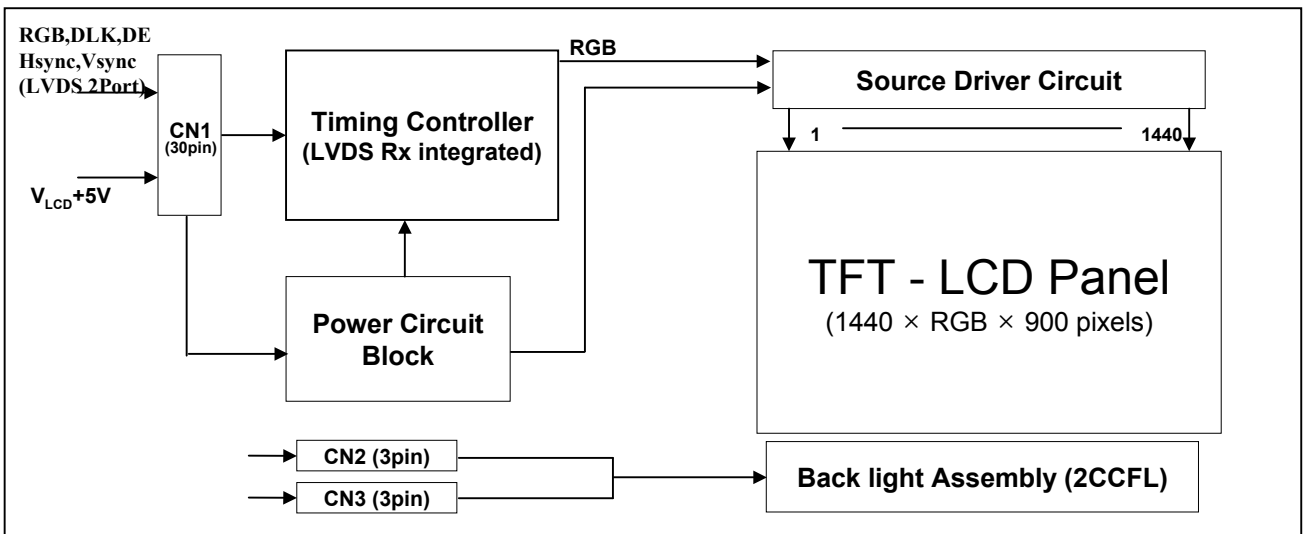 RGB,DLK,DE
Hsync,Vsync
(LVDS 2Port)
CN1
(30pin)
V_LCD+5V
Timing Controller
(LVDS Rx integrated)
RGB
Source Driver Circuit
1
1440
TFT - LCD Panel
(1440 × RGB × 900 pixels)
Power Circuit
Block
CN2 (3pin)
CN3 (3pin)
Back light Assembly (2CCFL)